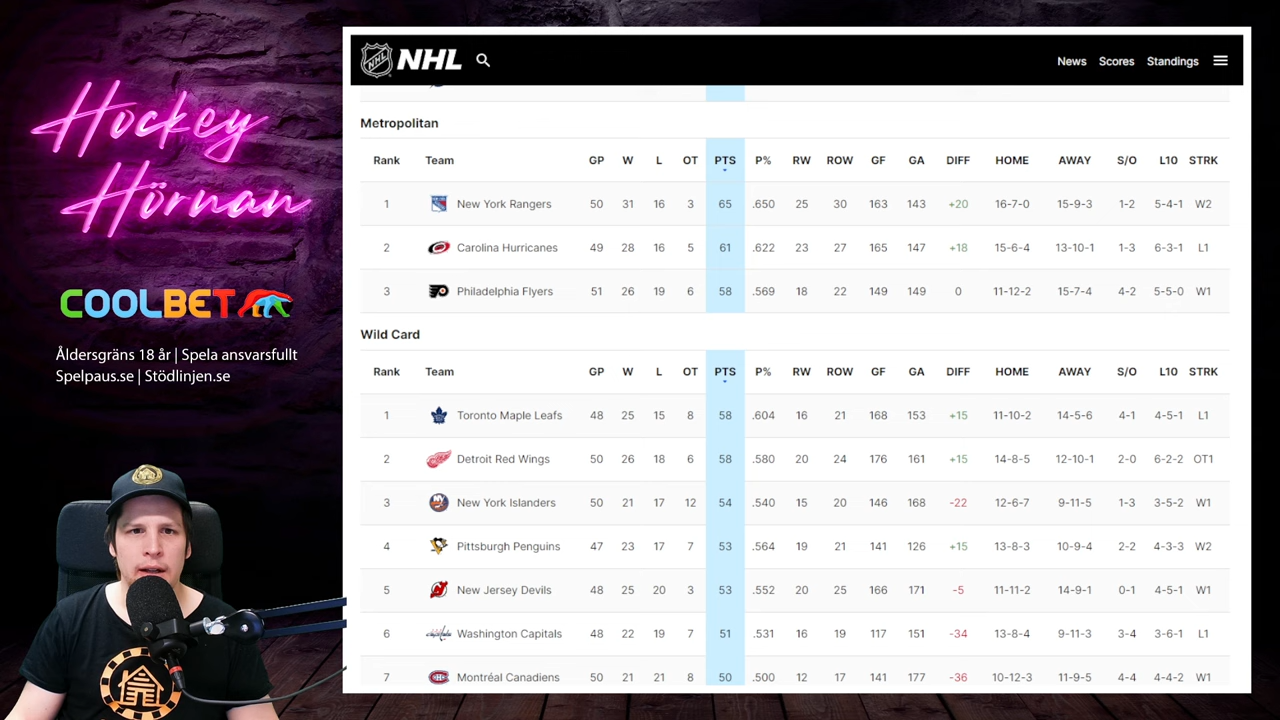 Hockey
Hörnan
COOLBET
Åldersgräns 18 år | Spela ansvarsfullt
Spelpaus.se | Stödlinjen.se
NHL NHL News Scores Standings
Metropolitan
Rank Team GP W L OT PTS P% RW ROW GF GA DIFF HOME AWAY S/O L10 STRK
1 New York Rangers 50 31 16 3 65 .650 25 30 163 143 +20 16-7-0 15-9-3 1-2 5-4-1 W2
2 Carolina Hurricanes 49 28 16 5 61 .622 23 27 165 147 +18 15-6-4 13-10-1 1-3 6-3-1 L1
3 Philadelphia Flyers 51 26 19 6 58 .569 18 22 149 149 0 11-12-2 15-7-4 4-2 5-5-0 W1
Wild Card
Rank Team GP W L OT PTS P% RW ROW GF GA DIFF HOME AWAY S/O L10 STRK
1 Toronto Maple Leafs 48 25 15 8 58 .604 16 21 168 153 +15 11-10-2 14-5-6 4-1 4-5-1 L1
2 Detroit Red Wings 50 26 18 6 58 .580 20 24 176 161 +15 14-8-5 12-10-1 2-0 6-2-2 OT1
3 New York Islanders 50 21 17 12 54 .540 15 20 146 168 -22 12-6-7 9-11-5 1-3 3-5-2 W1
4 Pittsburgh Penguins 47 23 17 7 53 .564 19 21 141 126 +15 13-8-3 10-9-4 2-2 4-3-3 W2
5 New Jersey Devils 48 25 20 3 53 .552 20 25 166 171 -5 11-11-2 14-9-1 0-1 4-5-1 W1
6 Washington Capitals 48 22 19 7 51 .531 16 19 117 151 -34 13-8-4 9-11-3 3-4 3-6-1 L1
7 Montréal Canadiens 50 21 21 8 50 .500 12 17 141 177 -36 10-12-3 11-9-5 4-4 4-4-2 W1